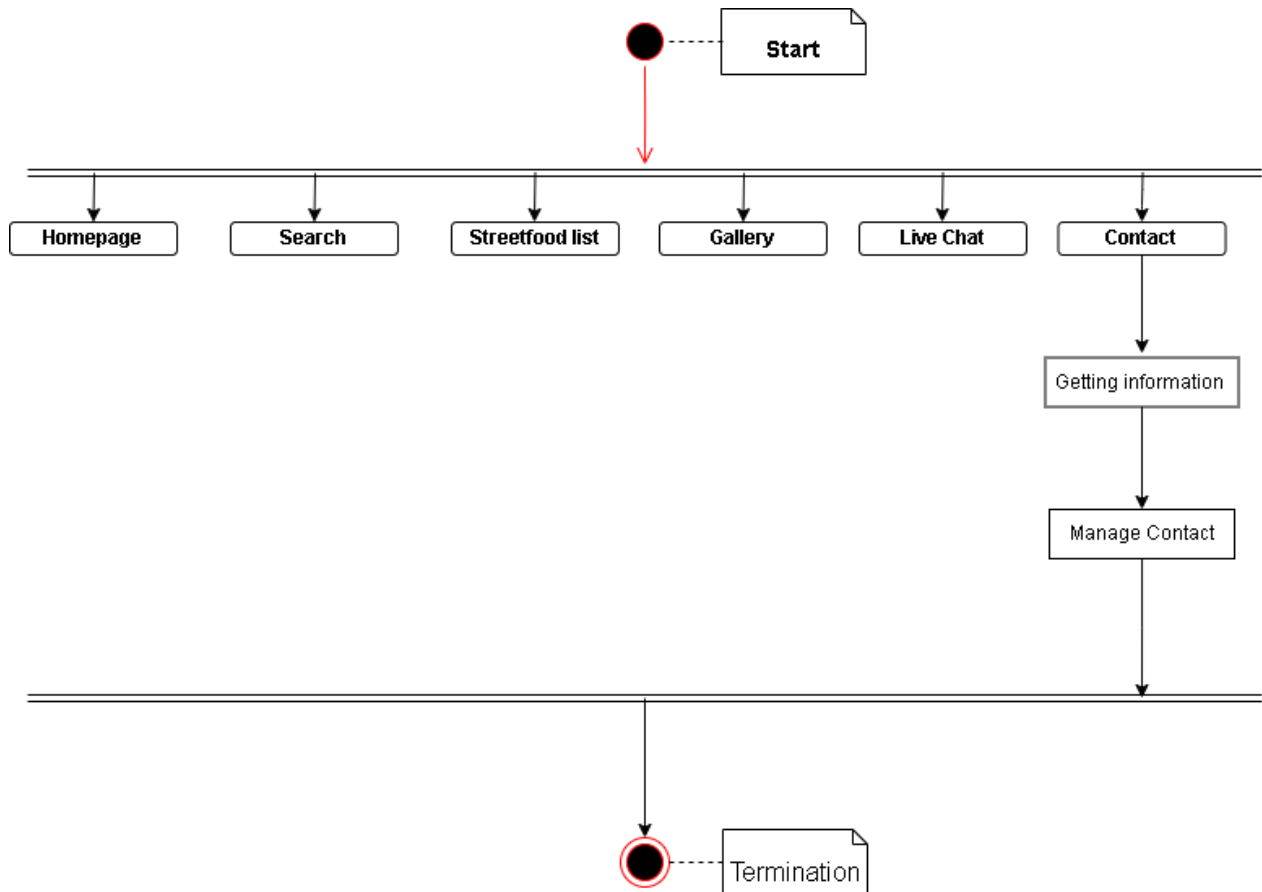 Start
Homepage
Search
Streetfood list
Gallery
Live Chat
Contact
Getting information
Manage Contact
Termination